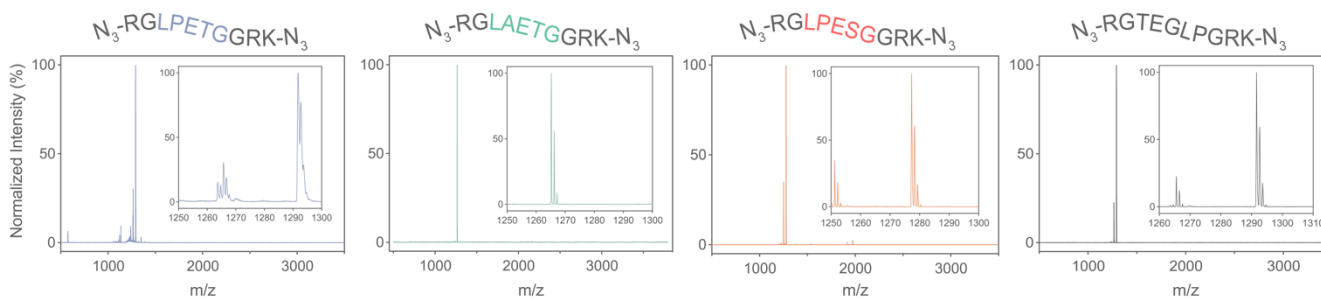 N3-RGLPETGGRK-N3
N3-RGLAETGGRK-N3
N3-RGLPESGGRK-N3
N3-RGTEGLPGRK-N3
Normalized Intensity (%)
100
50
0
1000 2000 3000
m/z
100
50
0
1250 1260 1270 1280 1290 1300
100
50
0
1000 2000 3000
m/z
100
50
0
1250 1260 1270 1280 1290 1300
100
50
0
1000 2000 3000
m/z
100
50
0
1250 1260 1270 1280 1290 1300
100
50
0
1000 2000 3000
m/z
100
50
0
1260 1270 1280 1290 1300 1310